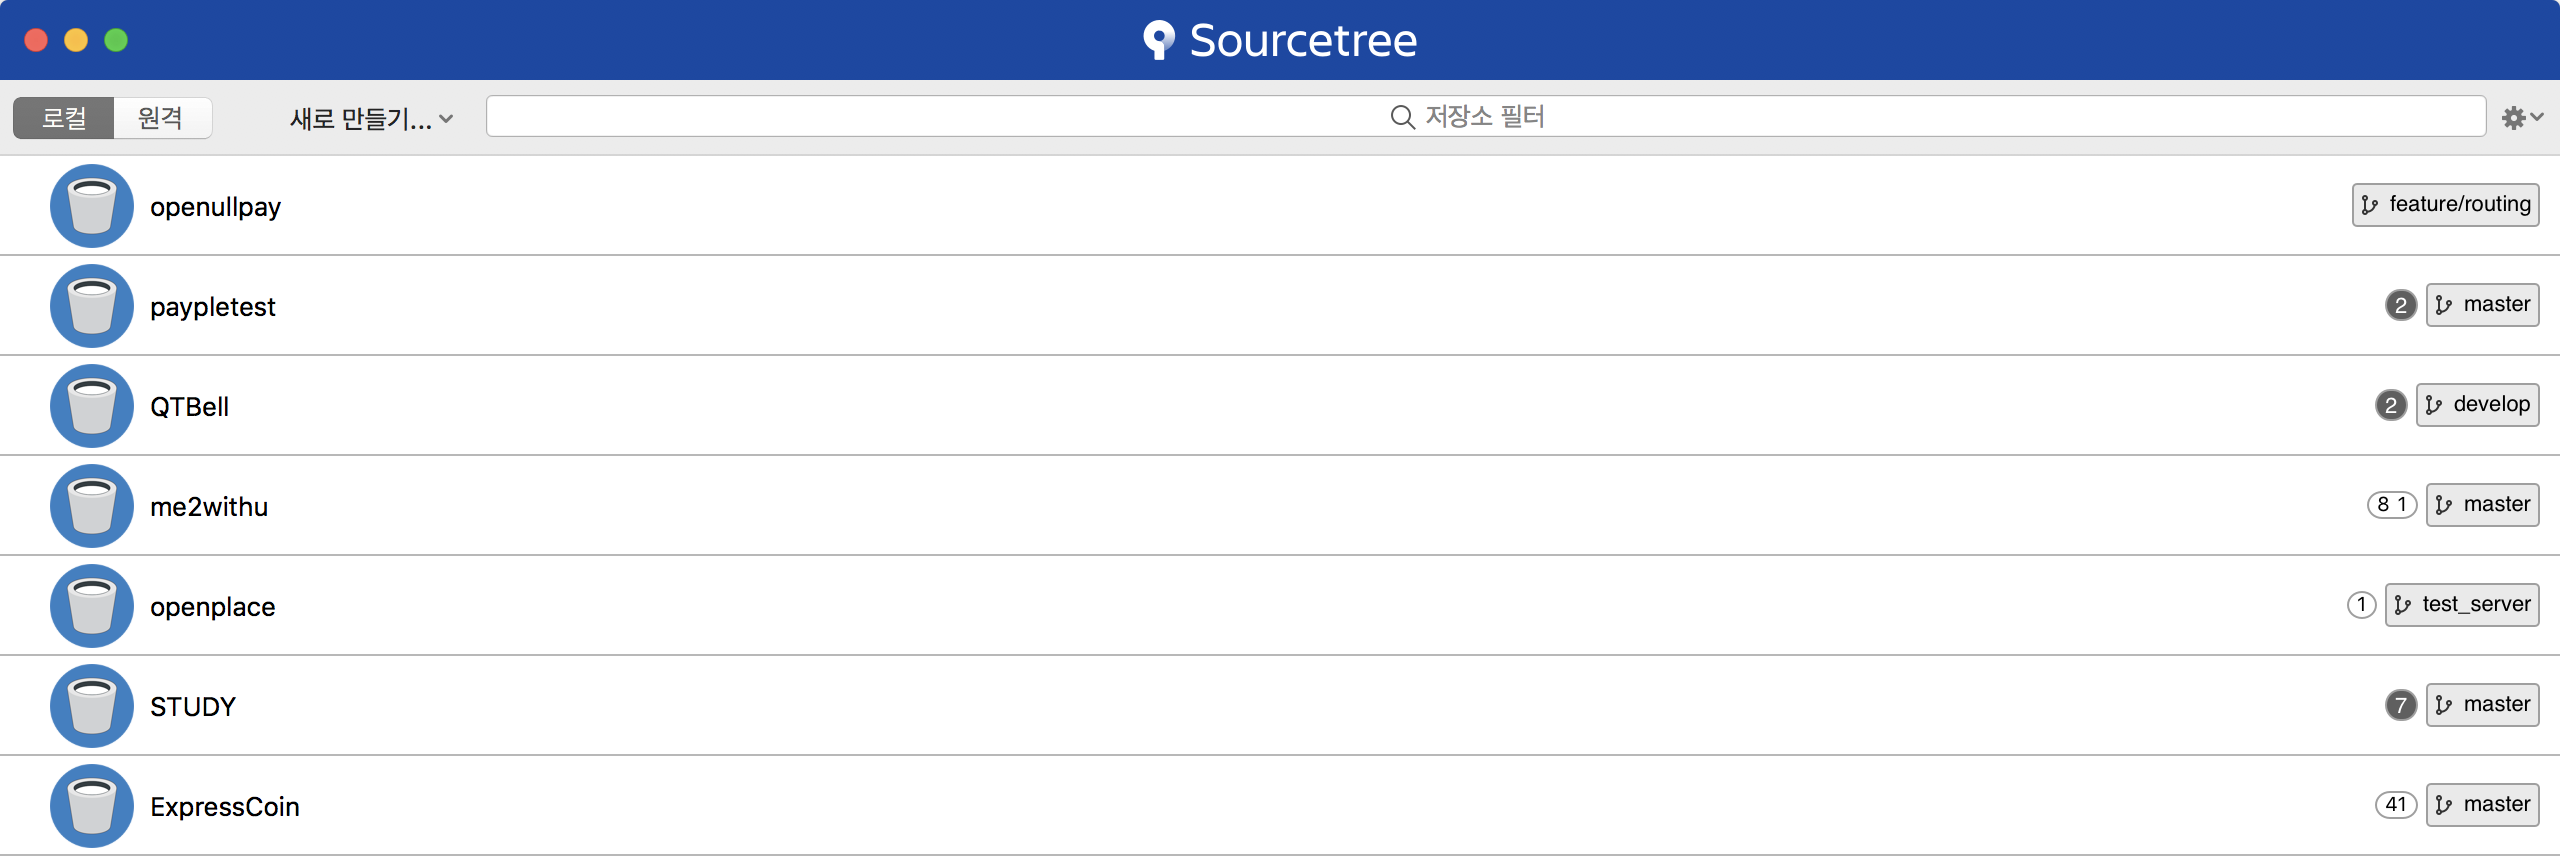 Sourcetree
로컬 원격 새로 만들기... 저장소 필터
openullpay feature/routing
paypletest 2 master
QTBell 2 develop
me2withu 8 1 master
openplace 1 test_server
STUDY 7 master
ExpressCoin 41 master